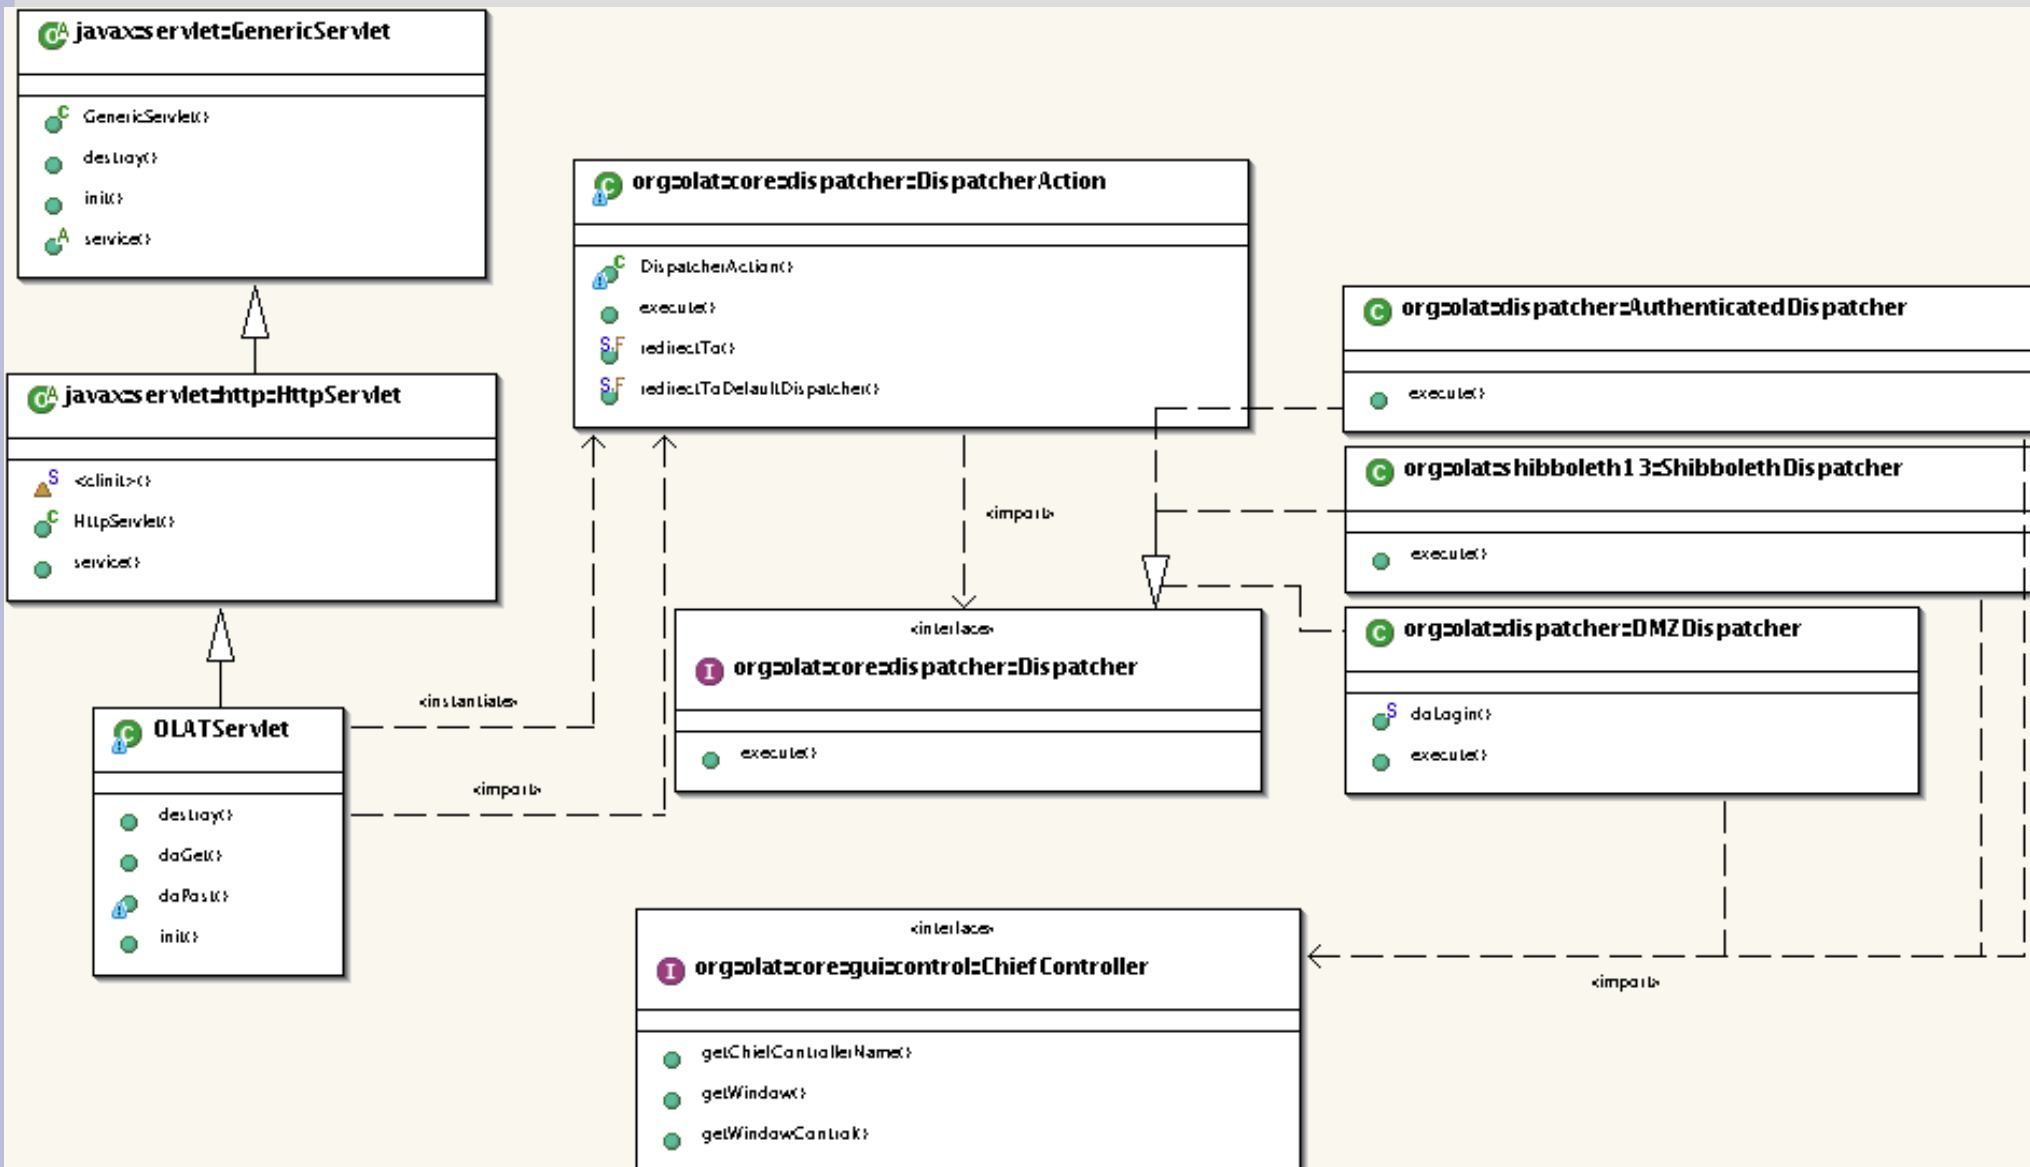 javax::servlet::GenericServlet
GenericServlet()
destroy()
init()
service()
javax::servlet::http::HttpServlet
<clinit>()
HttpServlet()
service()
OLATServlet
destroy()
doGet()
doPost()
init()
<instantiate>
<import>
org::olat::core::dispatcher::DispatcherAction
DispatcherAction()
execute()
redirectTo()
redirectToDefaultDispatcher()
<import>
<interface>
org::olat::core::dispatcher::Dispatcher
execute()
org::olat::dispatcher::AuthenticatedDispatcher
execute()
org::olat::shibboleth13::ShibbolethDispatcher
execute()
org::olat::dispatcher::DMZDispatcher
doLogin()
execute()
<import>
<interface>
org::olat::core::gui::control::ChiefController
getChiefControllerName()
getWindow()
getWindowControl()